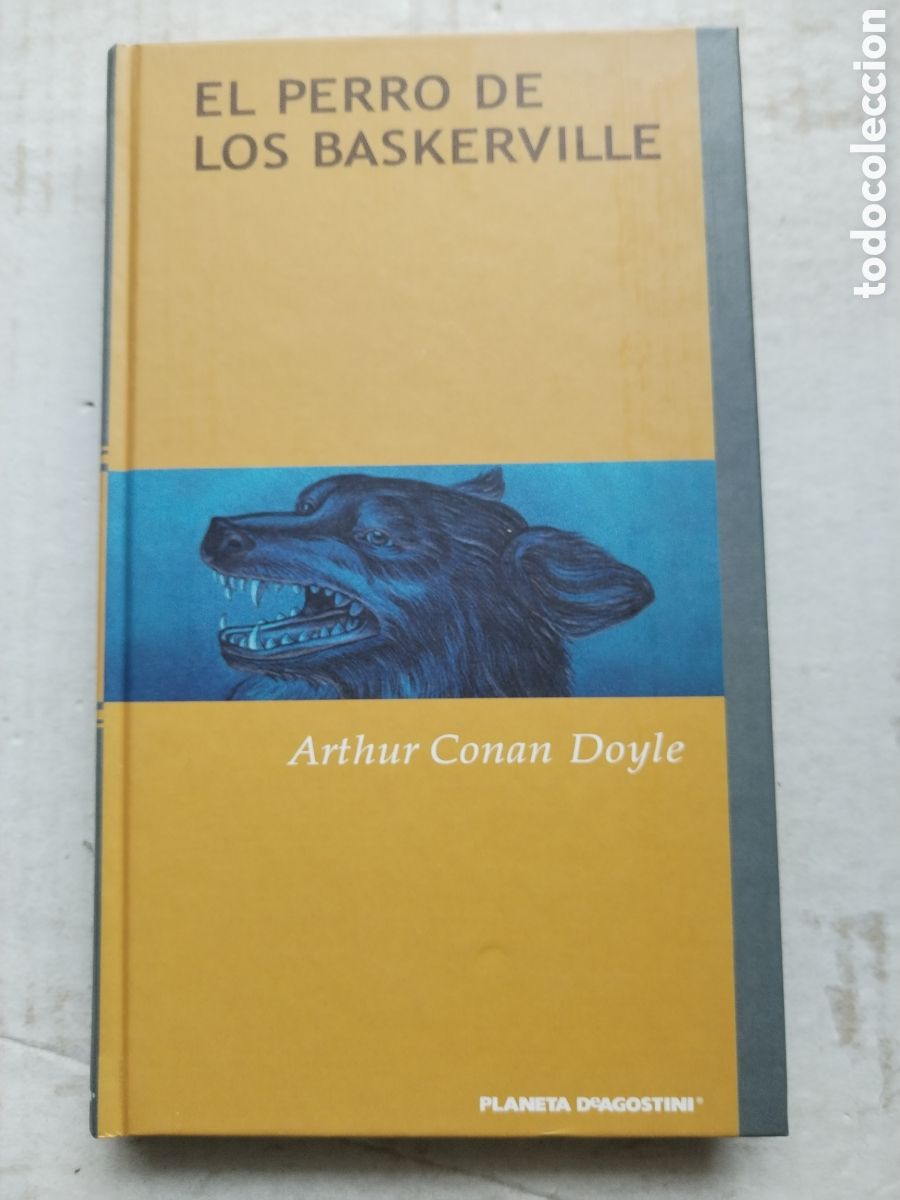 EL PERRO DE
LOS BASKERVILLE
Arthur Conan Doyle
PLANETA DeAGOSTINI®
todocoleccion